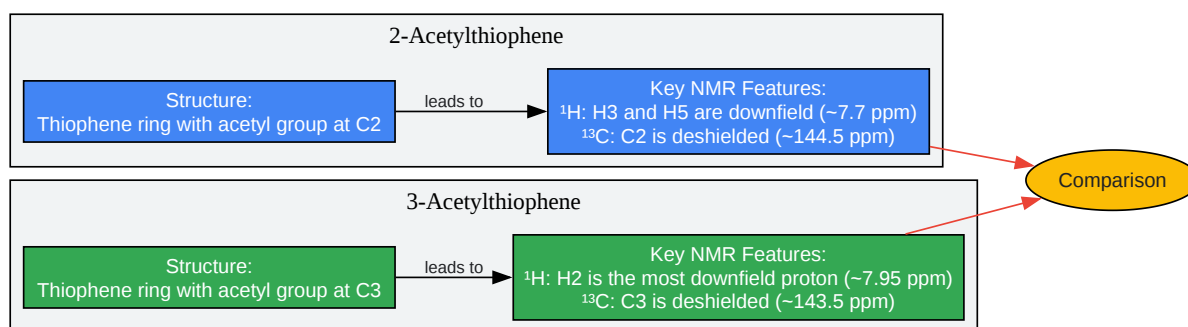 2-Acetylthiophene
Structure:
Thiophene ring with acetyl group at C2
leads to
Key NMR Features:
¹H: H3 and H5 are downfield (~7.7 ppm)
¹³C: C2 is deshielded (~144.5 ppm)
Comparison
3-Acetylthiophene
Structure:
Thiophene ring with acetyl group at C3
leads to
Key NMR Features:
¹H: H2 is the most downfield proton (~7.95 ppm)
¹³C: C3 is deshielded (~143.5 ppm)